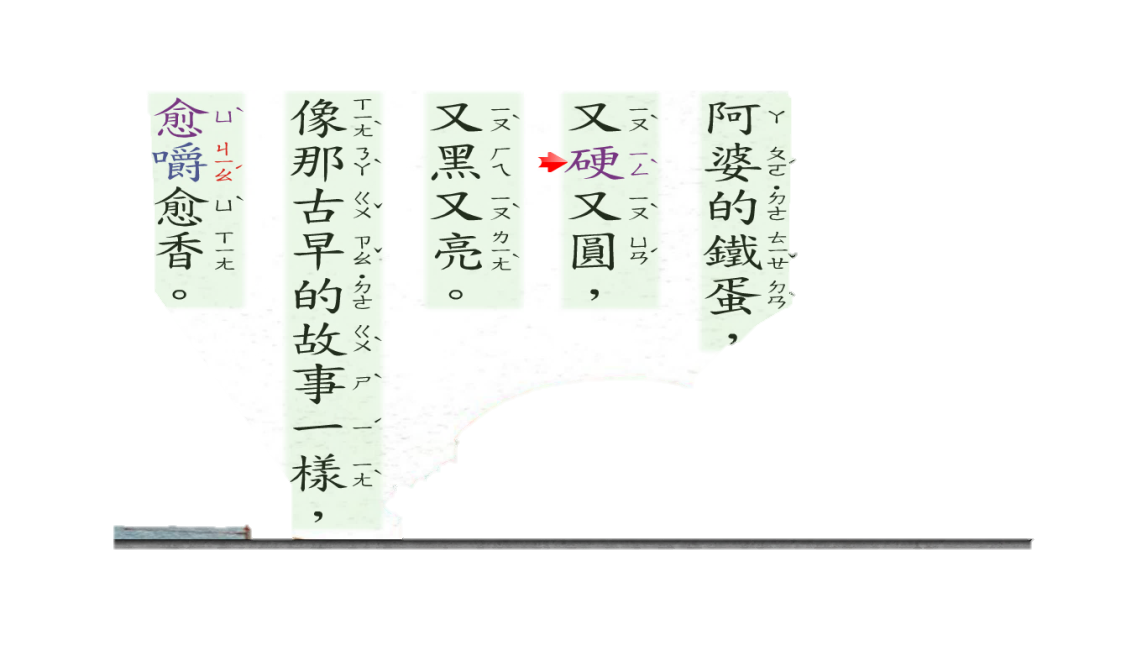 阿婆的鐵蛋，
又硬又圓，
又黑又亮。
像那古早的故事一樣，
愈嚼愈香。